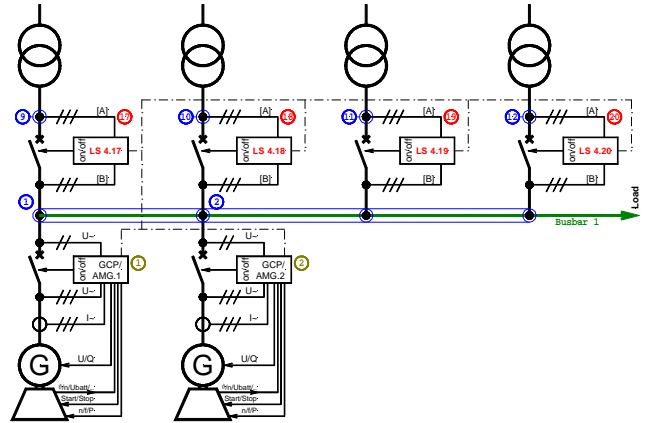 [A] [A] [A] [A]
9 17 10 18 11 19 12 20
on/off LS 4.17 on/off LS 4.18 on/off LS 4.19 on/off LS 4.20
[B] [B] [B] [B]
1 2 Load
Busbar 1
U~ U~
on/off GCP/ 1 on/off GCP/ 2
AMG.1 AMG.2
U~ U~
I~ I~
G U/Q G U/Q
Start/Stop Start/Stop
n/f/P n/f/P